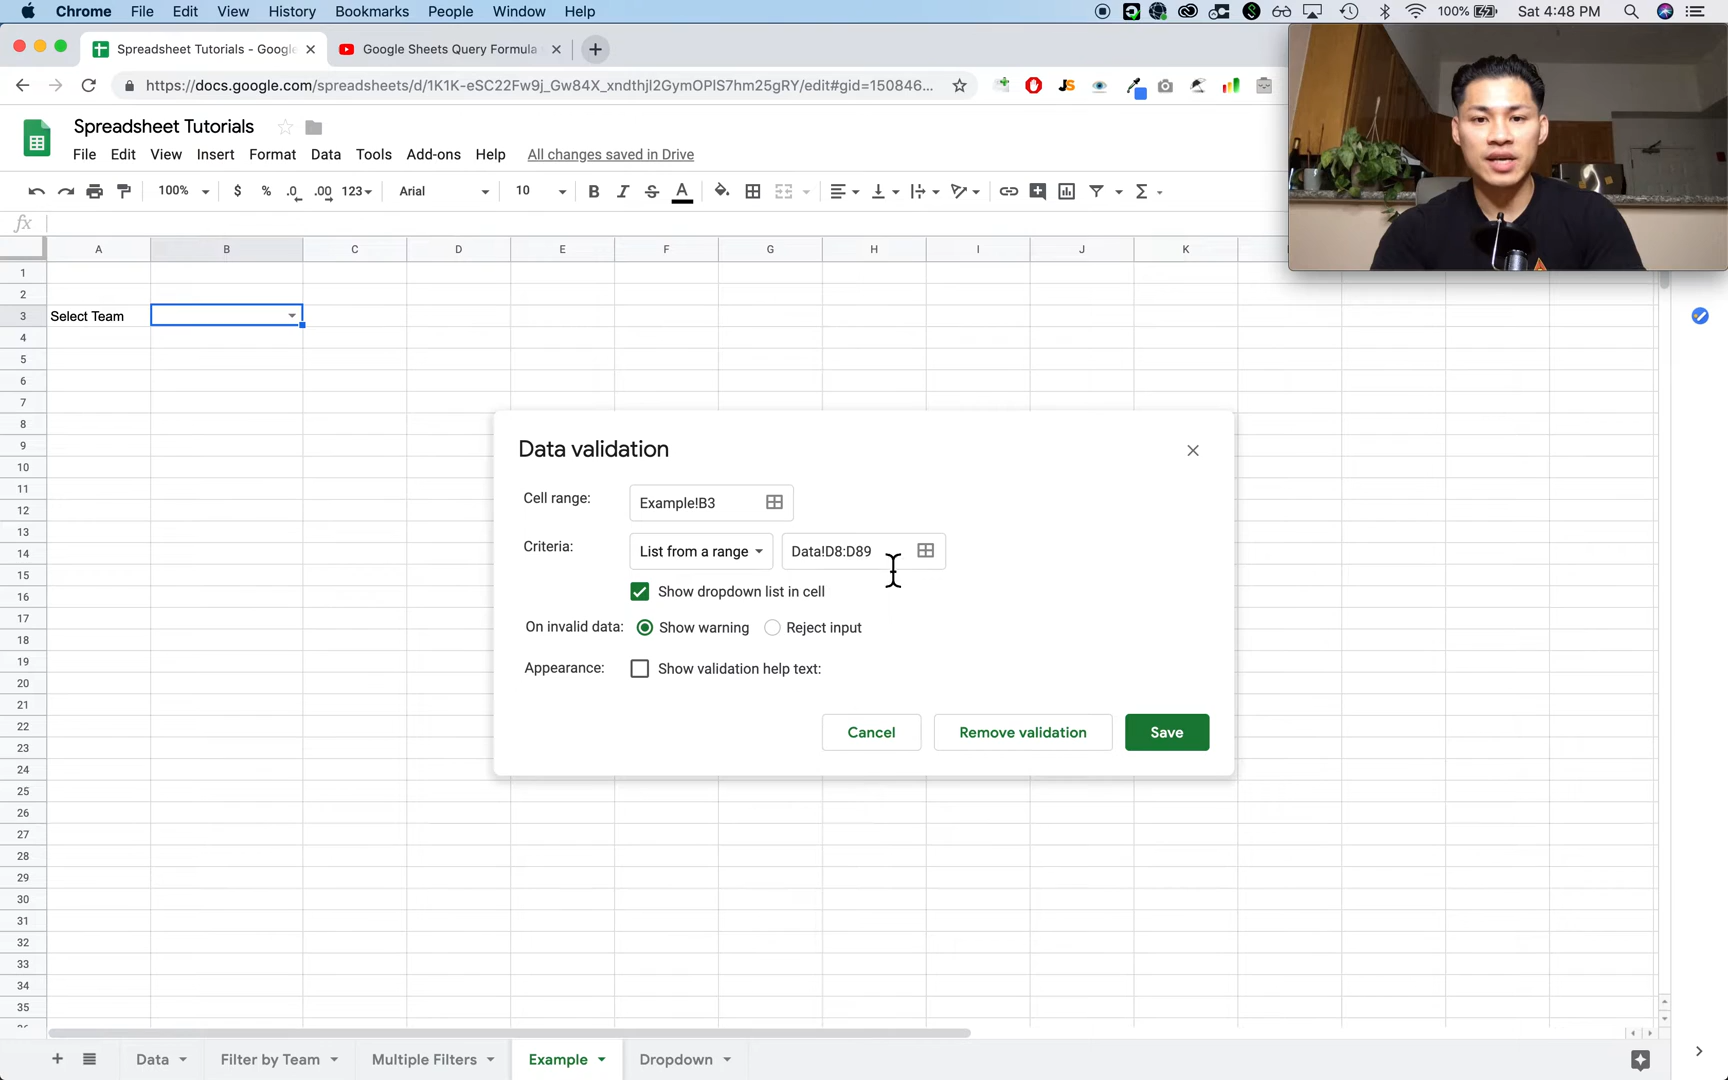 Chrome File Edit View History Bookmarks People Window Help 100% Sat 4:48 PM
Spreadsheet Tutorials - Google Google Sheets Query Formula
https://docs.google.com/spreadsheets/d/1K1K-eSC22Fw9j_Gw84X_xndthjl2GymOPlS7hm25gRY/edit#gid=150846...
Spreadsheet Tutorials
File Edit View Insert Format Data Tools Add-ons Help All changes saved in Drive
100% $ % .0 .00 123 Arial 10 B I S A Σ
fx
A B C D E F G H I J K
1
2
3 Select Team
4
5
6
7
8
9
10
11
12
13
14
15
16
17
18
19
20
21
22
23
24
25
26
27
28
29
30
31
32
33
34
35
Data validation
Cell range: Example!B3
Criteria: List from a range Data!D8:D89
Show dropdown list in cell
On invalid data: Show warning Reject input
Appearance: Show validation help text:
Cancel Remove validation Save
Data Filter by Team Multiple Filters Example Dropdown